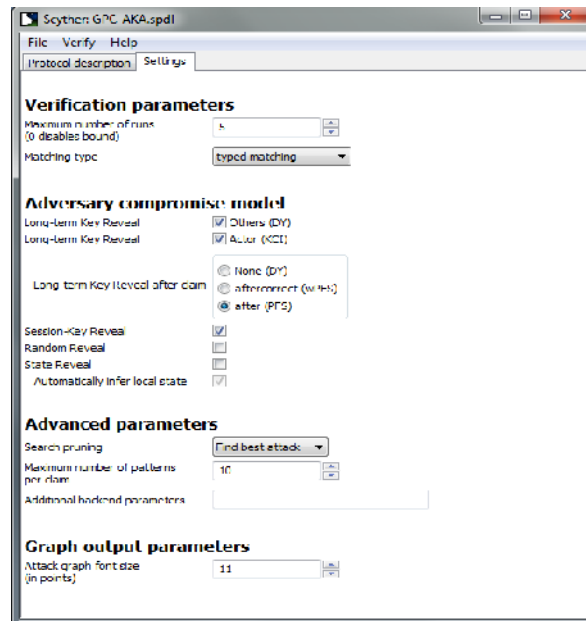 Scyther: GPC_AKA.spdl
File Verify Help
Protocol description Settings
Verification parameters
Maximum number of runs
(0 disables bound)
5
Matching type
typed matching
Adversary compromise model
Long-term Key Reveal
Others (DY)
Long-term Key Reveal
Actor (KCI)
Long-term Key Reveal after claim
None (DY)
aftercorrect (wPFS)
after (PFS)
Session-Key Reveal
Random Reveal
State Reveal
Automatically infer local state
Advanced parameters
Search pruning
Find best attack
Maximum number of patterns
per claim
10
Additional backend parameters
Graph output parameters
Attack graph font size
(in points)
11